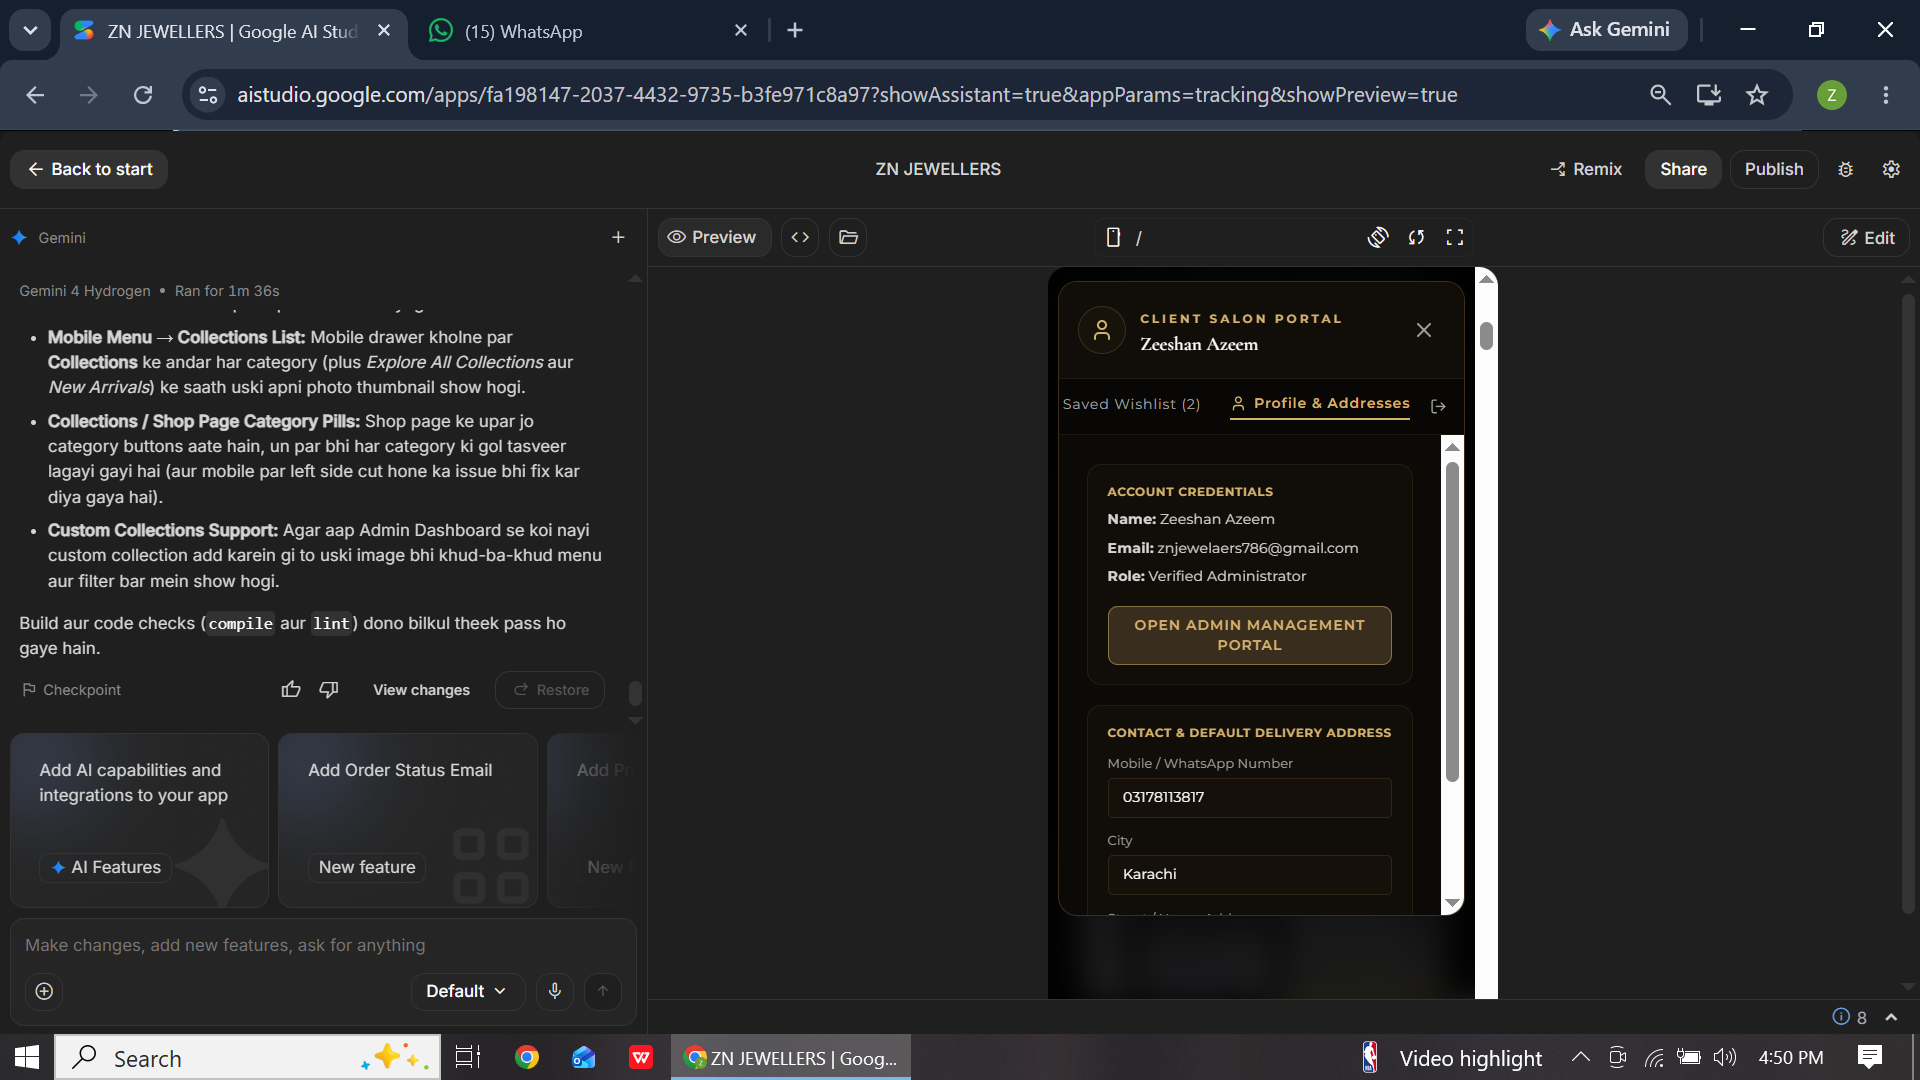 ZN JEWELLERS | Google AI Stud
(15) WhatsApp
Ask Gemini
aistudio.google.com/apps/fa198147-2037-4432-9735-b3fe971c8a97?showAssistant=true&appParams=tracking&showPreview=true
Z
Back to start
ZN JEWELLERS
Remix
Share
Publish
Gemini
Preview
/
Edit
Gemini 4 Hydrogen • Ran for 1m 36s
• Mobile Menu → Collections List: Mobile drawer kholne par
Collections ke andar har category (plus Explore All Collections aur
New Arrivals) ke saath uski apni photo thumbnail show hogi.
• Collections / Shop Page Category Pills: Shop page ke upar jo
category buttons aate hain, un par bhi har category ki gol tasveer
lagayi gayi hai (aur mobile par left side cut hone ka issue bhi fix kar
diya gaya hai).
• Custom Collections Support: Agar aap Admin Dashboard se koi nayi
custom collection add karein gi to uski image bhi khud-ba-khud menu
aur filter bar mein show hogi.
Build aur code checks (compile aur lint) dono bilkul theek pass ho
gaye hain.
Checkpoint
View changes
Restore
Add AI capabilities and
integrations to your app
AI Features
Add Order Status Email
New feature
Add
New
Make changes, add new features, ask for anything
Default
CLIENT SALON PORTAL
Zeeshan Azeem
Saved Wishlist (2)
Profile & Addresses
ACCOUNT CREDENTIALS
Name: Zeeshan Azeem
Email: znjewelaers786@gmail.com
Role: Verified Administrator
OPEN ADMIN MANAGEMENT
PORTAL
CONTACT & DEFAULT DELIVERY ADDRESS
Mobile / WhatsApp Number
03178113817
City
Karachi
8
Search
ZN JEWELLERS | Goog...
Video highlight
4:50 PM